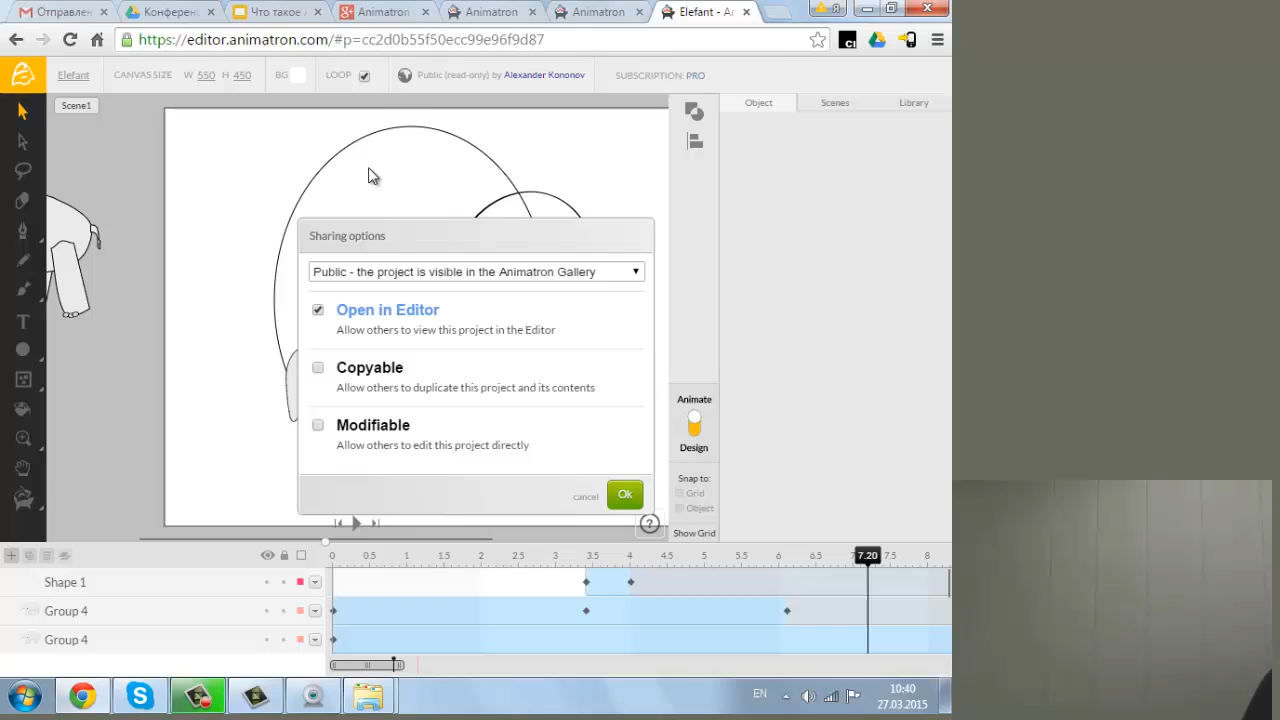 Отправлен
Конференц
Что такое
Animatron
Animatron
Animatron
Elefant - An
8
https://editor.animatron.com/#p=cc2d0b55f50ecc99e96f9d87
Elefant
CANVAS SIZE W 550 H 450
BG
LOOP
Public (read-only) by Alexander Kononov
SUBSCRIPTION: PRO
Scene1
Object
Scenes
Library
Sharing options
Public - the project is visible in the Animatron Gallery
Open in Editor
Allow others to view this project in the Editor
Copyable
Allow others to duplicate this project and its contents
Modifiable
Allow others to edit this project directly
cancel
Ok
Animate
Design
Snap to:
Grid
Object
Show Grid
0 0.5 1 1.5 2 2.5 3 3.5 4 4.5 5 5.5 6 6.5 7.20 7.5 8
Shape 1
Group 4
Group 4
EN
10:40
27.03.2015